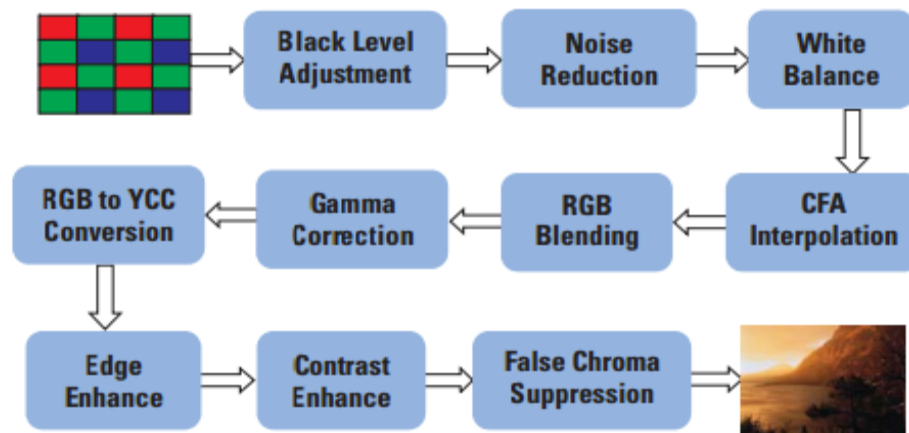 Black Level
Adjustment
Noise
Reduction
White
Balance
RGB to YCC
Conversion
Gamma
Correction
RGB
Blending
CFA
Interpolation
Edge
Enhance
Contrast
Enhance
False Chroma
Suppression